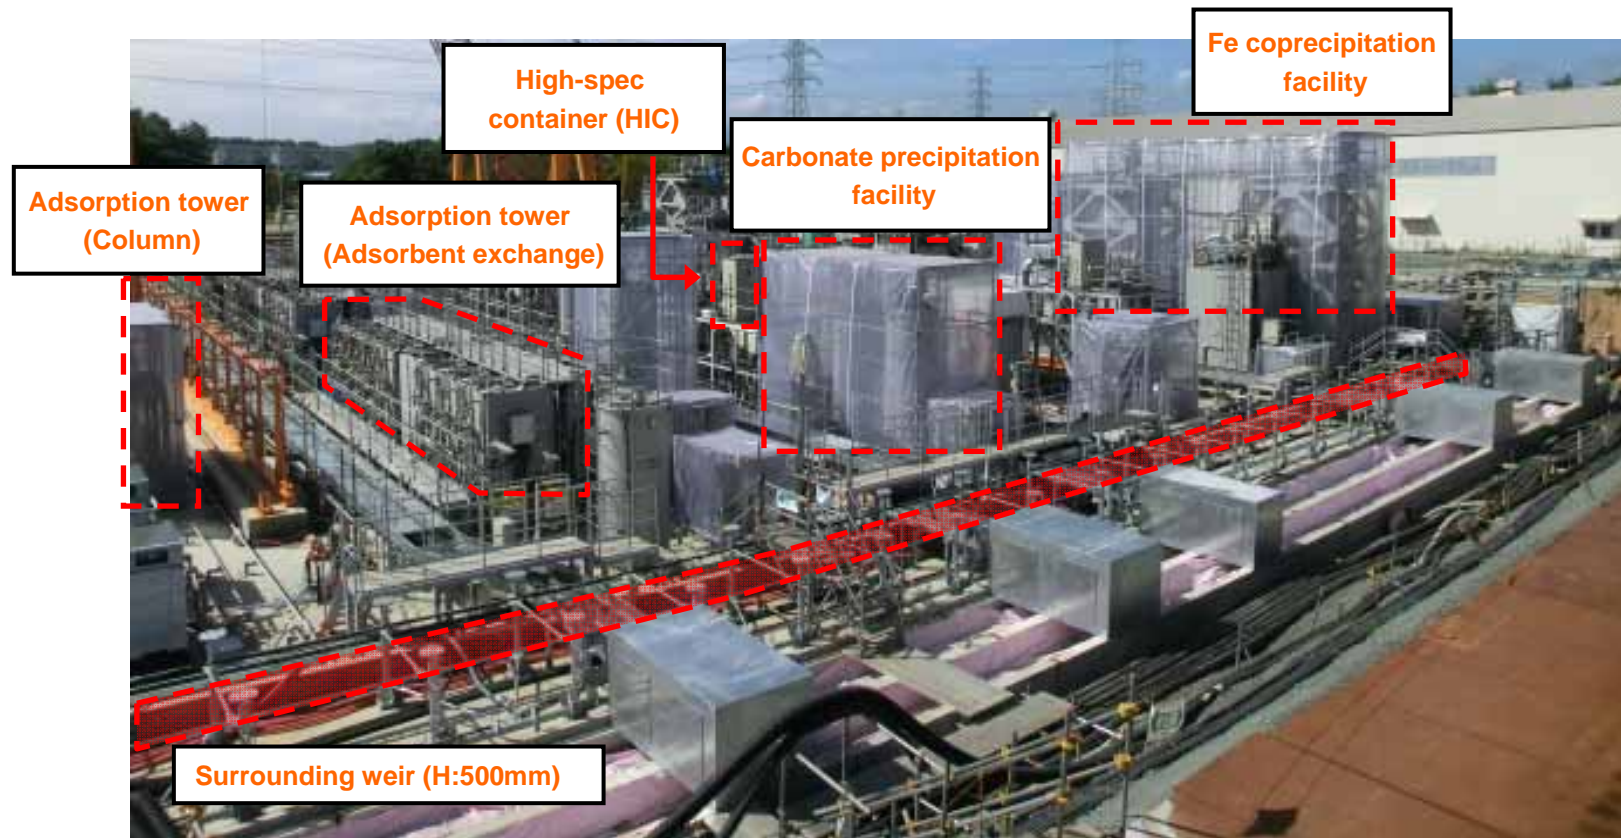 Fe coprecipitation
facility
High-spec
container (HIC)
Carbonate precipitation
facility
Adsorption tower
(Column)
Adsorption tower
(Adsorbent exchange)
Surrounding weir (H:500mm)